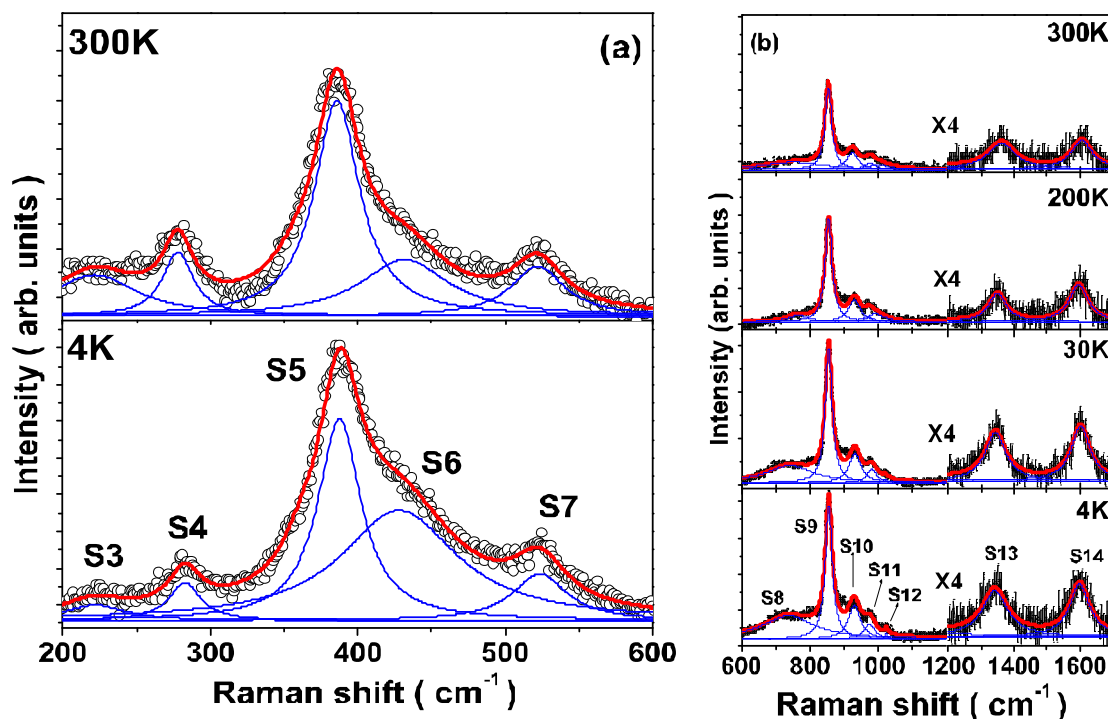 300K
(a)
4K
S5
S6
S4
S7
S3
200 300 400 500 600
Raman shift ( cm-1 )
Intensity ( arb. units )
(b)
300K
X4
200K
X4
30K
X4
4K
S9
S10
S11
S12
S8
X4
S13
S14
600 800 1000 1200 1400 1600
Raman shift ( cm-1 )
Intensity (arb. units )